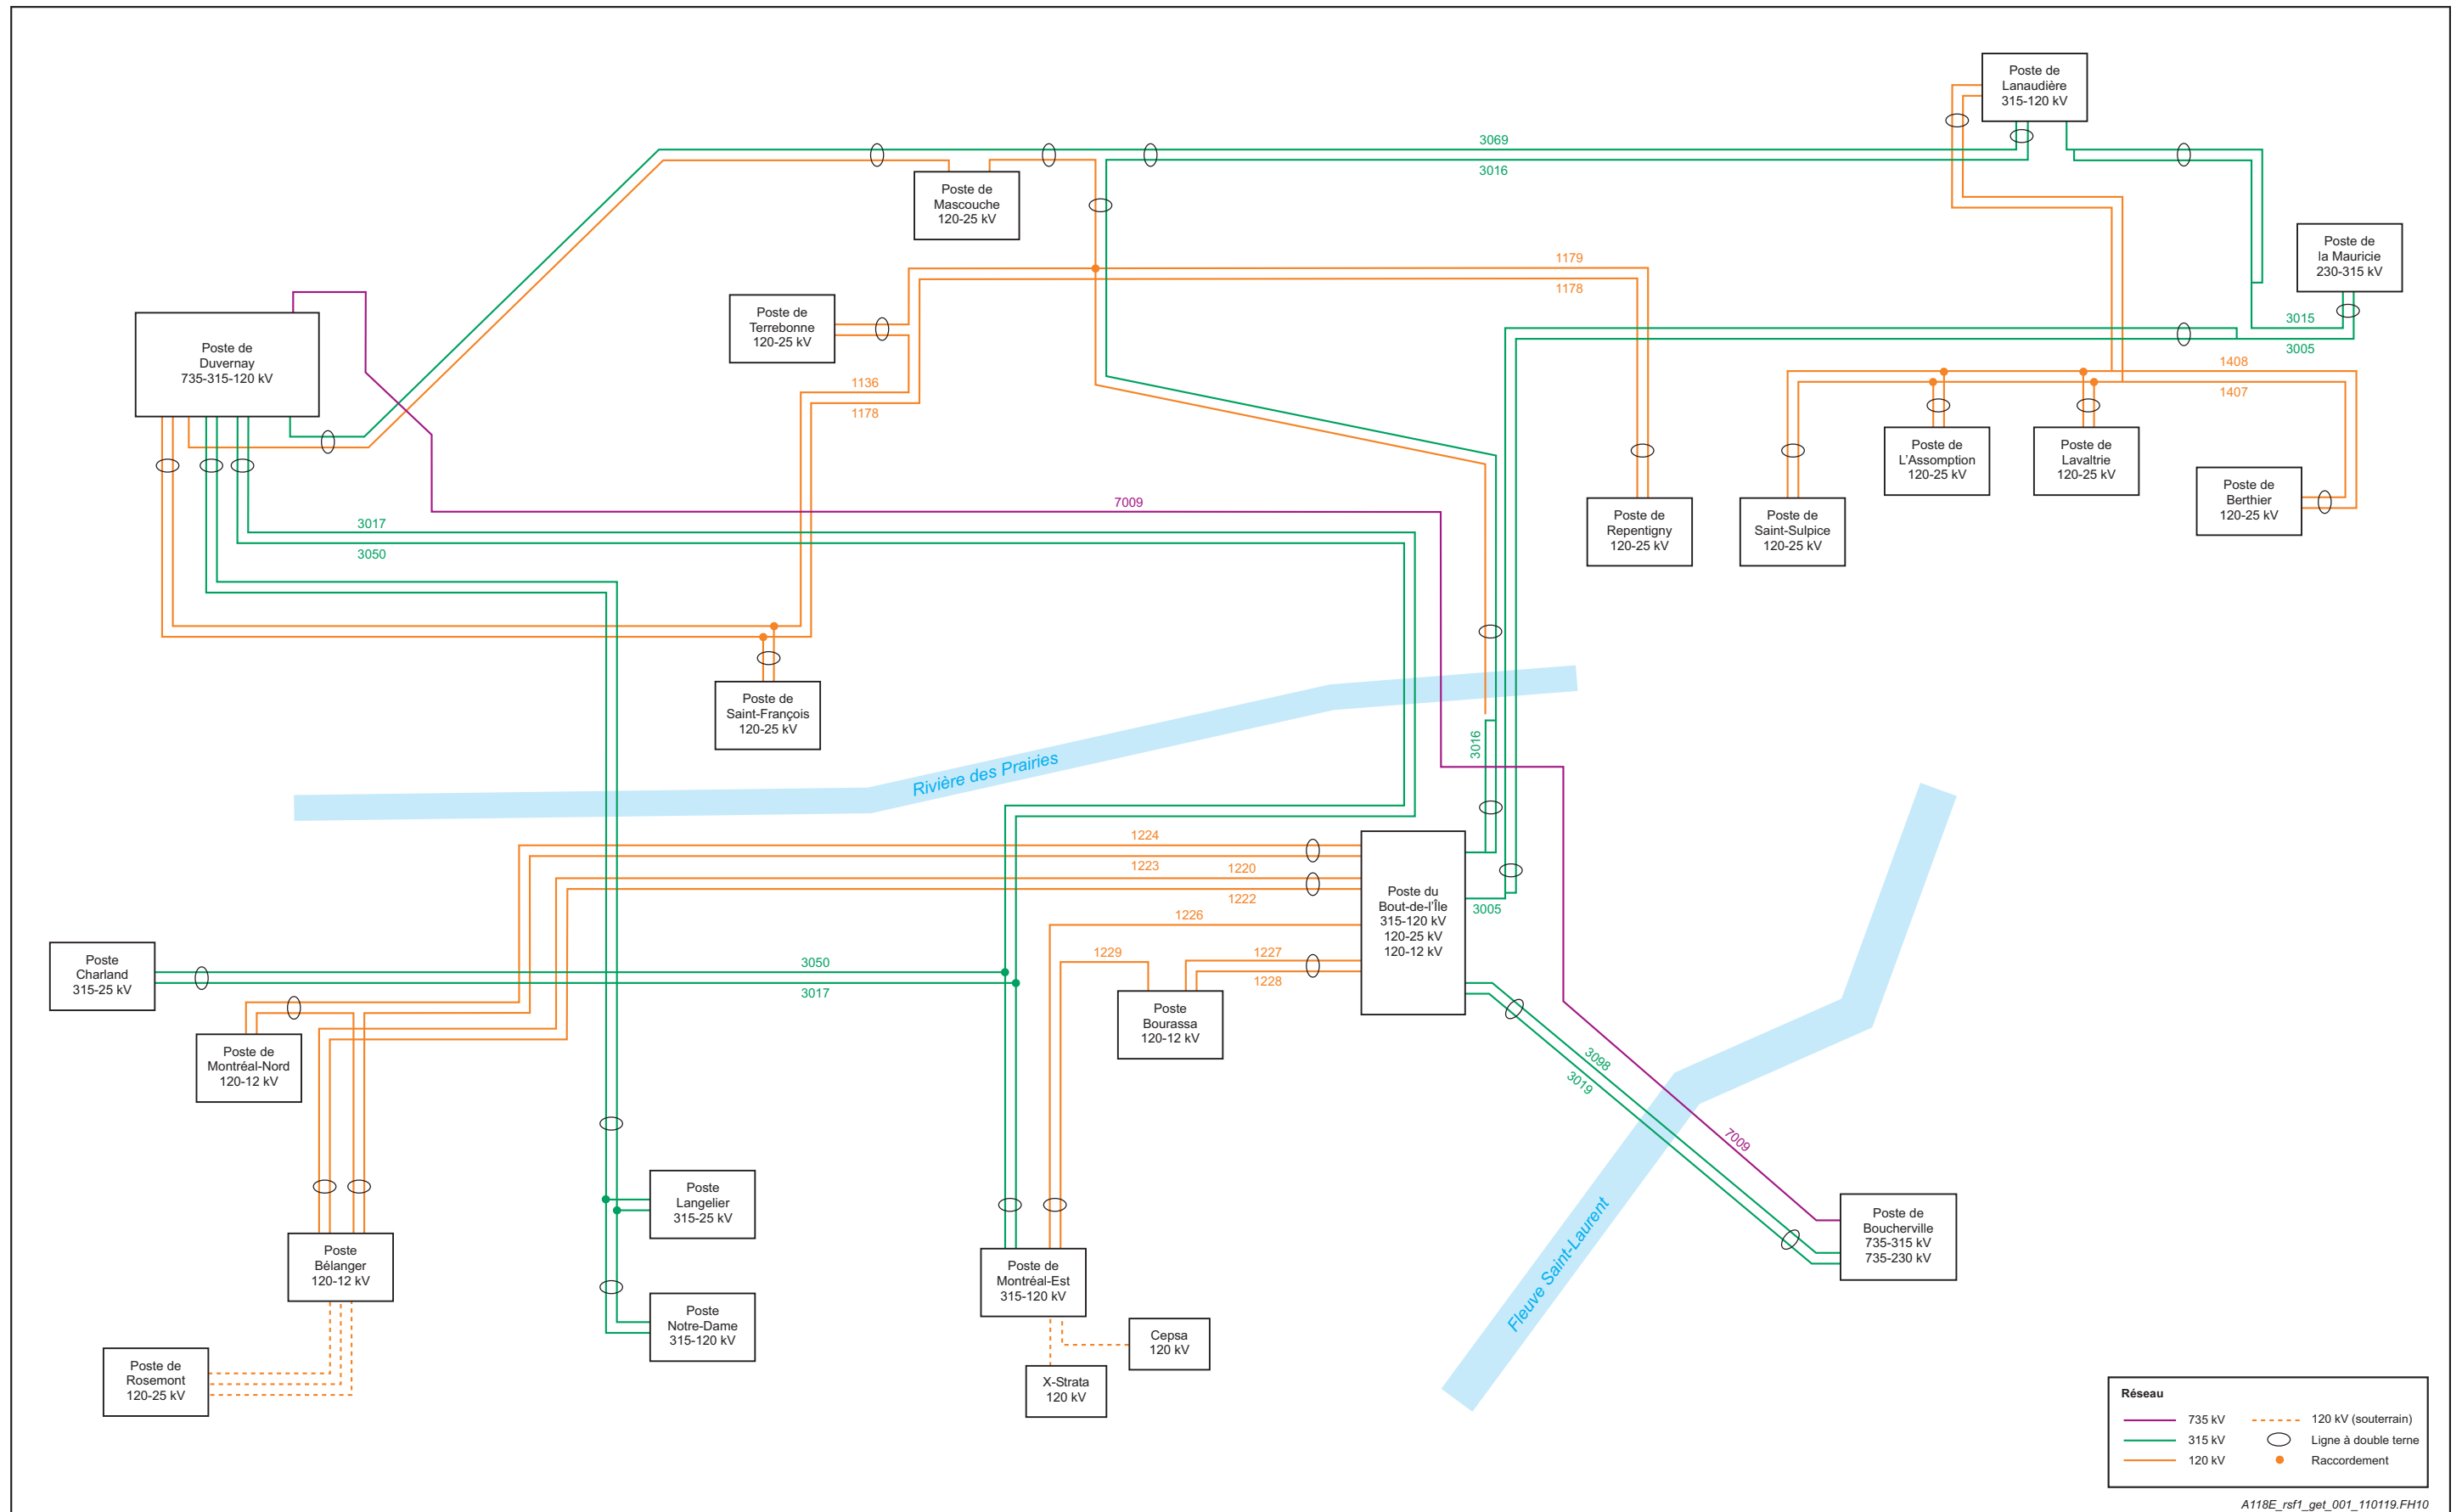 Poste de
Lanaudière
315-120 kV
3069
3016
Poste de
Mascouche
120-25 kV
Poste de
la Mauricie
230-315 kV
1179
1178
Poste de
Terrebonne
120-25 kV
Poste de
Duvernay
735-315-120 kV
3015
3005
1136
1178
1408
1407
Poste de
L'Assomption
120-25 kV
Poste de
Lavaltrie
120-25 kV
Poste de
Berthier
120-25 kV
7009
Poste de
Repentigny
120-25 kV
Poste de
Saint-Sulpice
120-25 kV
3017
3050
Poste de
Saint-François
120-25 kV
3016
Rivière des Prairies
1224
1223
1220
1222
1226
1229
1227
1228
Poste du
Bout-de-l'Île
315-120 kV
120-25 kV
120-12 kV
3005
Poste
Charland
315-25 kV
3050
3017
Poste
Bourassa
120-12 kV
Poste de
Montréal-Nord
120-12 kV
3098
3019
7009
Poste
Langelier
315-25 kV
Poste de
Boucherville
735-315 kV
735-230 kV
Fleuve Saint-Laurent
Poste
Bélanger
120-12 kV
Poste de
Montréal-Est
315-120 kV
Poste
Notre-Dame
315-120 kV
Cepsa
120 kV
Poste de
Rosemont
120-25 kV
X-Strata
120 kV
Réseau
735 kV
120 kV (souterrain)
315 kV
Ligne à double terne
120 kV
Raccordement
A118E_rsf1_get_001_110119.FH10